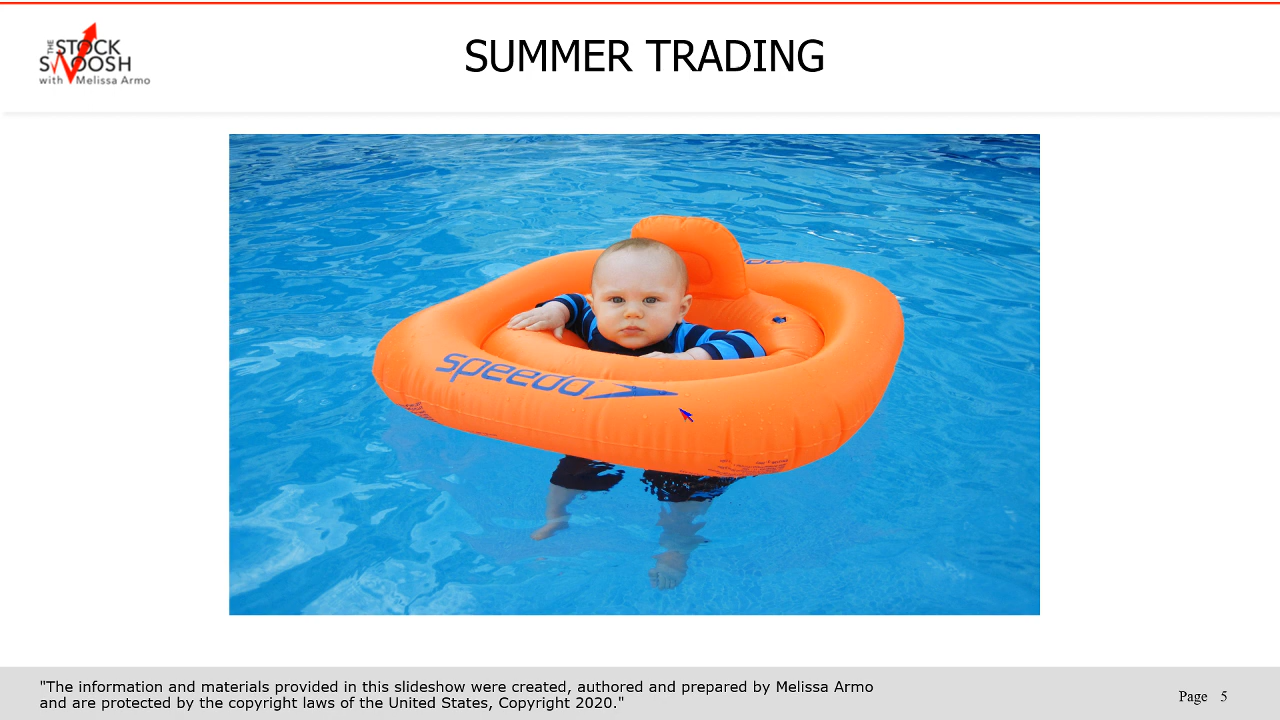 THE
STOCK
SWOOSH
with Melissa Armo
SUMMER TRADING
speedo
"The information and materials provided in this slideshow were created, authored and prepared by Melissa Armo
and are protected by the copyright laws of the United States, Copyright 2020."
Page 5